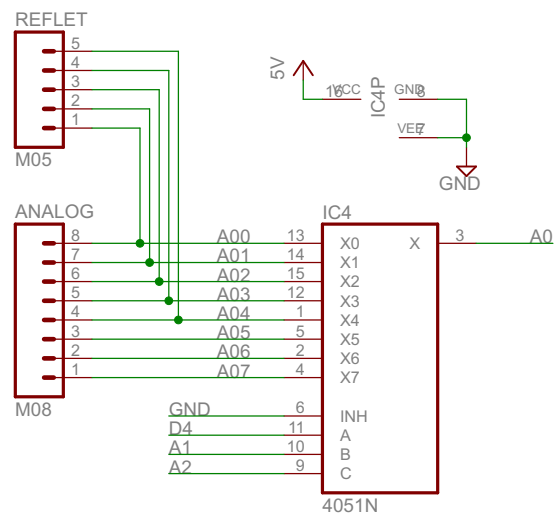 REFLET
5
4
3
2
1
M05
5V
16 VCC
IC4P
GND 8
VEE 7
GND
ANALOG
IC4
8 A00 13 X0 X 3 A0
7 A01 14 X1
6 A02 15 X2
5 A03 12 X3
4 A04 1 X4
3 A05 5 X5
2 A06 2 X6
1 A07 4 X7
M08
GND 6 INH
D4 11 A
A1 10 B
A2 9 C
4051N